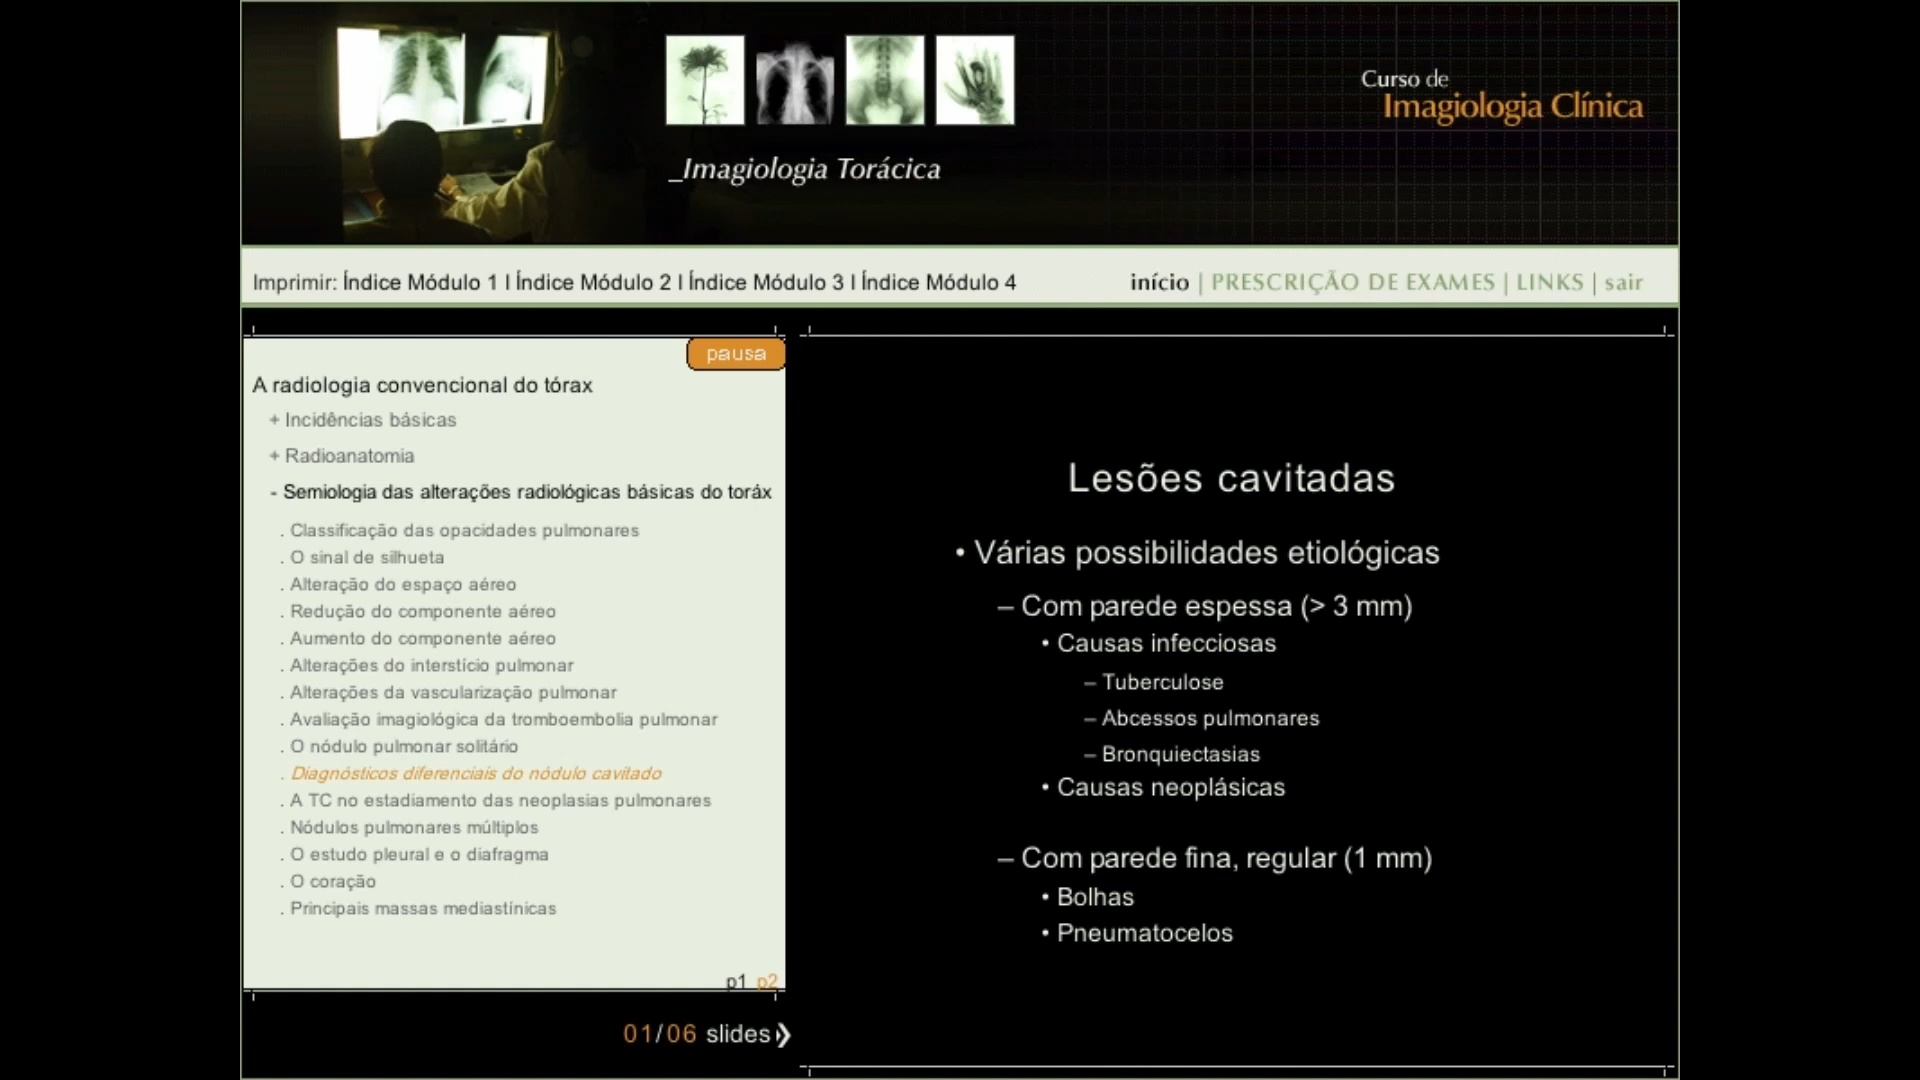 Curso de
Imagiologia Clínica
_Imagiologia Torácica
Imprimir: Índice Módulo 1 I Índice Módulo 2 I Índice Módulo 3 I Índice Módulo 4
início | PRESCRIÇÃO DE EXAMES | LINKS | sair
pausa
A radiologia convencional do tórax
+ Incidências básicas
+ Radioanatomia
- Semiologia das alterações radiológicas básicas do toráx
. Classificação das opacidades pulmonares
. O sinal de silhueta
. Alteração do espaço aéreo
. Redução do componente aéreo
. Aumento do componente aéreo
. Alterações do interstício pulmonar
. Alterações da vascularização pulmonar
. Avaliação imagiológica da tromboembolia pulmonar
. O nódulo pulmonar solitário
. Diagnósticos diferenciais do nódulo cavitado
. A TC no estadiamento das neoplasias pulmonares
. Nódulos pulmonares múltiplos
. O estudo pleural e o diafragma
. O coração
. Principais massas mediastínicas
p1 p2
01/06 slides
Lesões cavitadas
• Várias possibilidades etiológicas
– Com parede espessa (> 3 mm)
• Causas infecciosas
– Tuberculose
– Abcessos pulmonares
– Bronquiectasias
• Causas neoplásicas
– Com parede fina, regular (1 mm)
• Bolhas
• Pneumatocelos